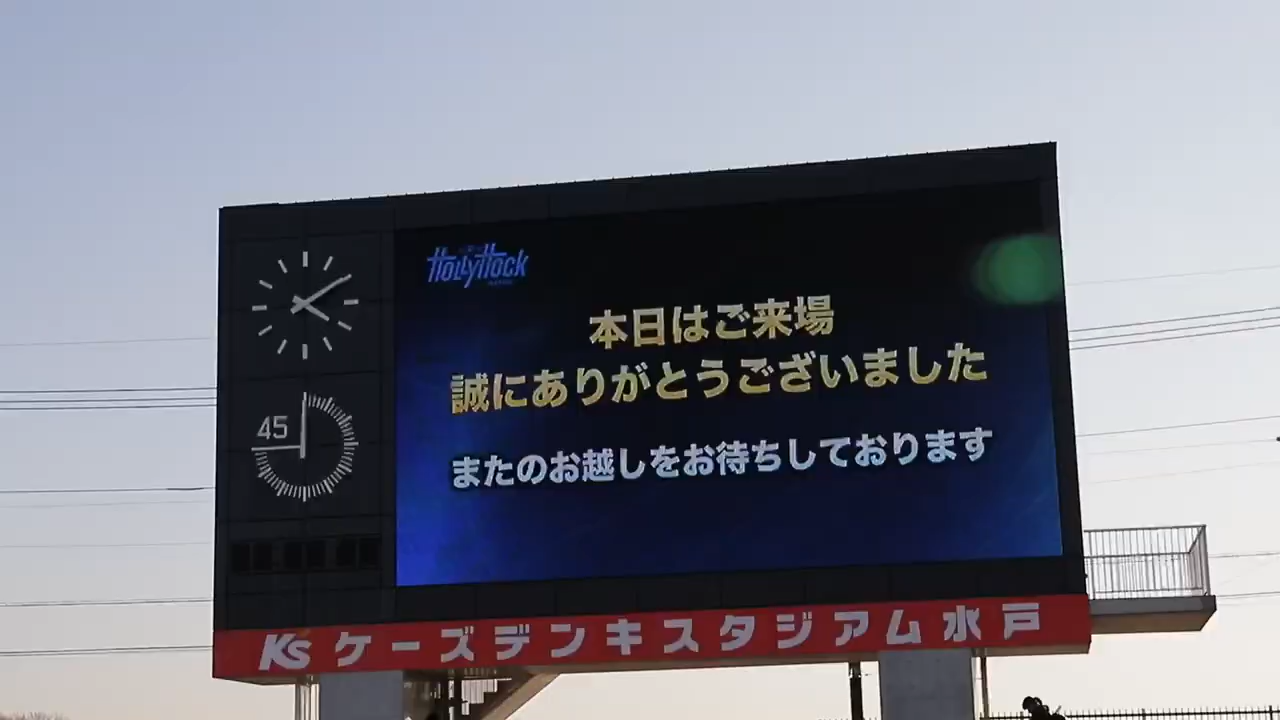 HollyHock
本日はご来場
誠にありがとうございました
またのお越しをお待ちしております
45
K's ケーズデンキスタジアム水戸